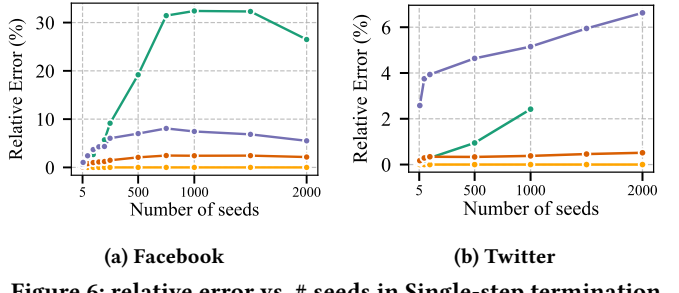 Relative Error (%)
30
20
10
0
5
500
1000
2000
Number of seeds
(a) Facebook
Relative Error (%)
6
4
2
0
5
500
1000
2000
Number of seeds
(b) Twitter
Figure 6: relative error vs. # seeds in Single-step termination